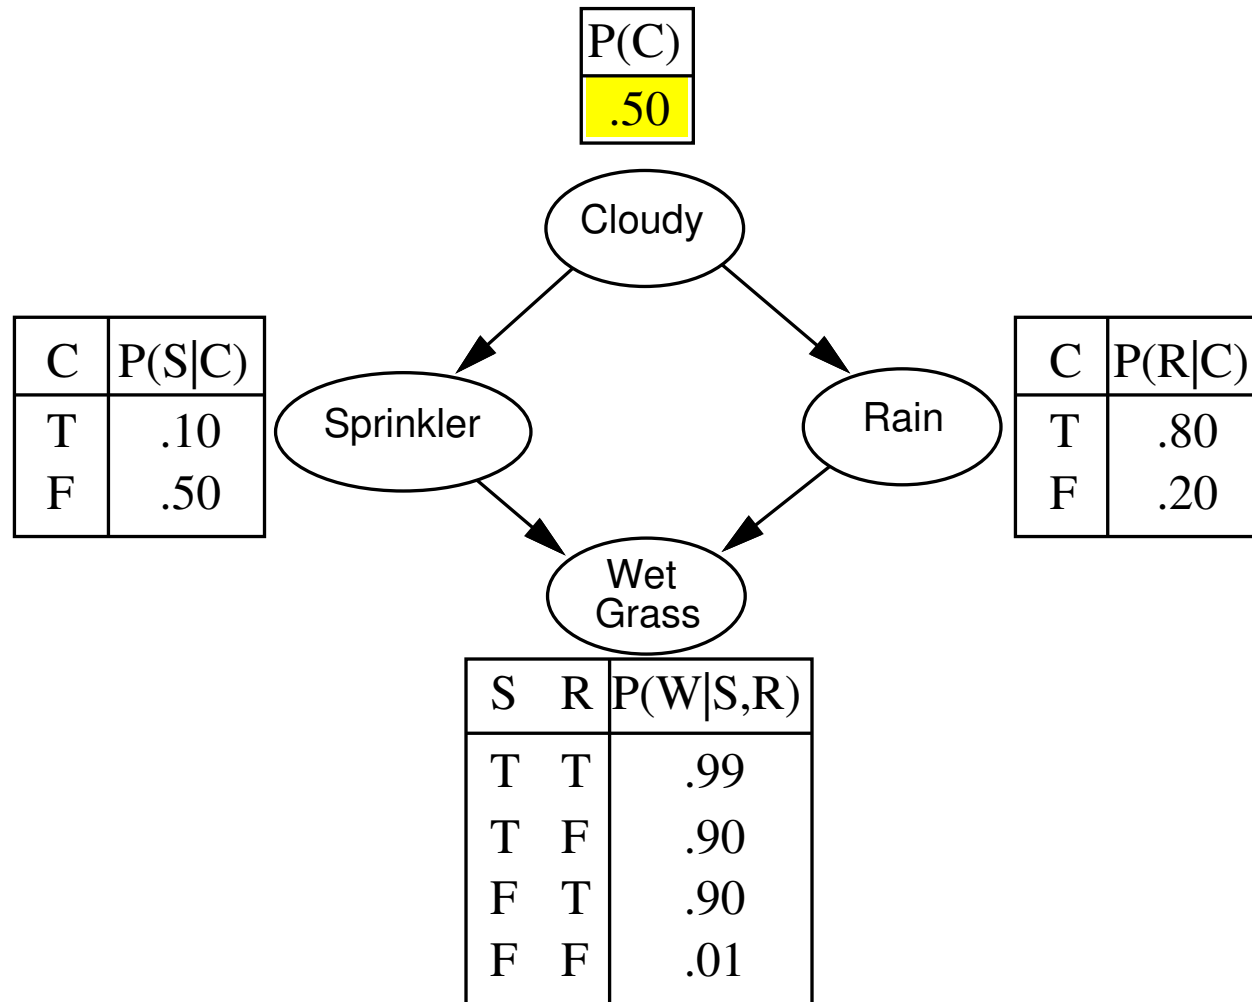 P(C)
.50
Cloudy
C P(S|C)
T .10
F .50
Sprinkler
Rain
C P(R|C)
T .80
F .20
Wet
Grass
S R P(W|S,R)
T T .99
T F .90
F T .90
F F .01